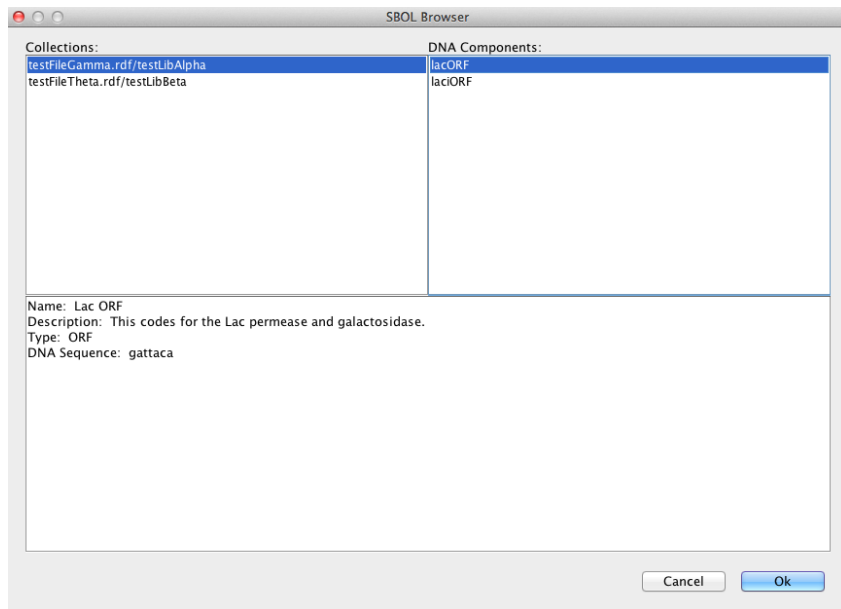 SBOL Browser
Collections:
testFileGamma.rdf/testLibAlpha
testFileTheta.rdf/testLibBeta
DNA Components:
lacORF
laciORF
Name:  Lac ORF
Description:  This codes for the Lac permease and galactosidase.
Type:  ORF
DNA Sequence:  gattaca
Cancel
Ok